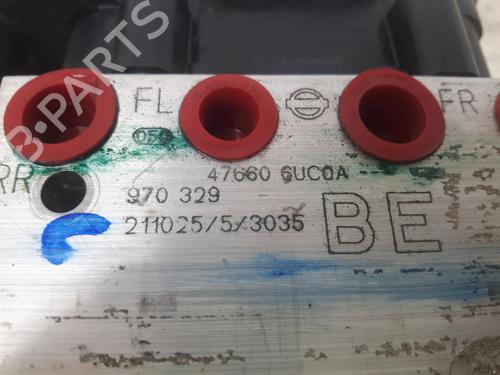 FL
FR
RR
47660 6UC0A
970 329
211025/5/3035
BE
B-PARTS